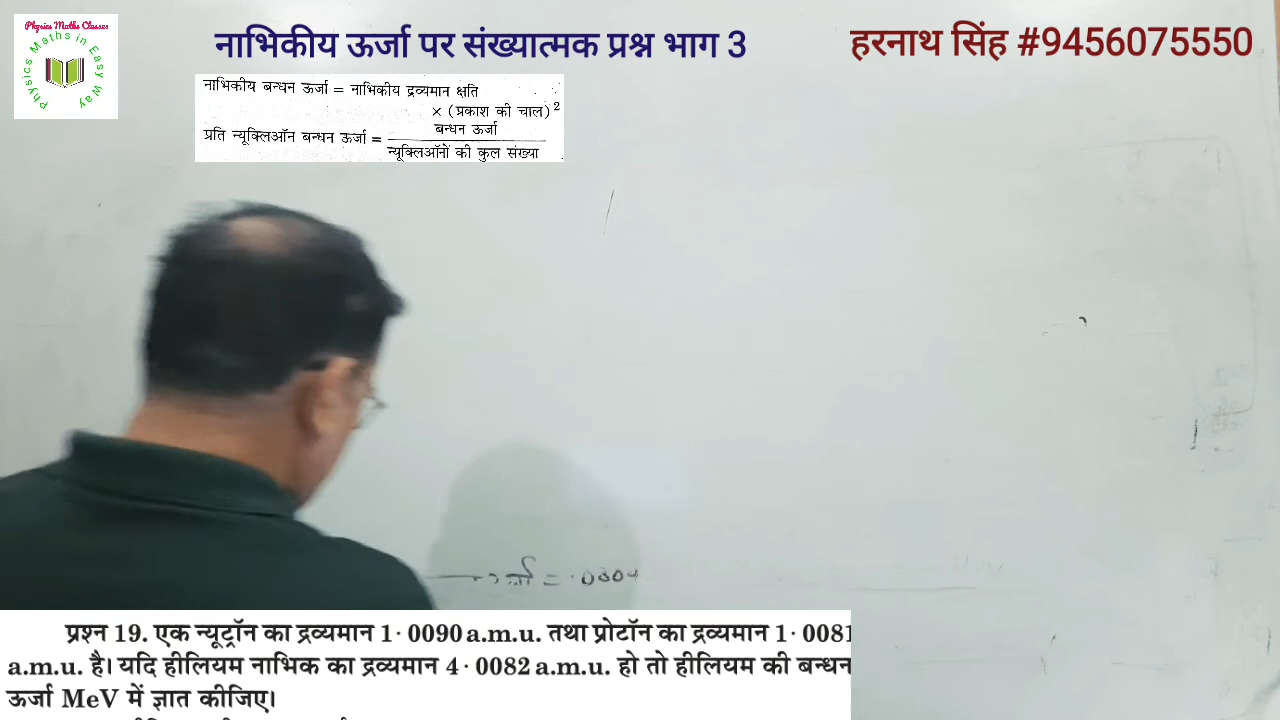 Physics Maths Classes
Physics Maths in Easy Way
नाभिकीय ऊर्जा पर संख्यात्मक प्रश्न भाग 3
हरनाथ सिंह #9456075550
नाभिकीय बन्धन ऊर्जा = नाभिकीय द्रव्यमान क्षति
× (प्रकाश की चाल)²
प्रति न्यूक्लिऑन बन्धन ऊर्जा = बन्धन ऊर्जा
न्यूक्लिऑनों की कुल संख्या
प्रश्न 19. एक न्यूट्रॉन का द्रव्यमान 1·0090 a.m.u. तथा प्रोटॉन का द्रव्यमान 1·0081
a.m.u. है। यदि हीलियम नाभिक का द्रव्यमान 4·0082 a.m.u. हो तो हीलियम की बन्धन
ऊर्जा MeV में ज्ञात कीजिए।